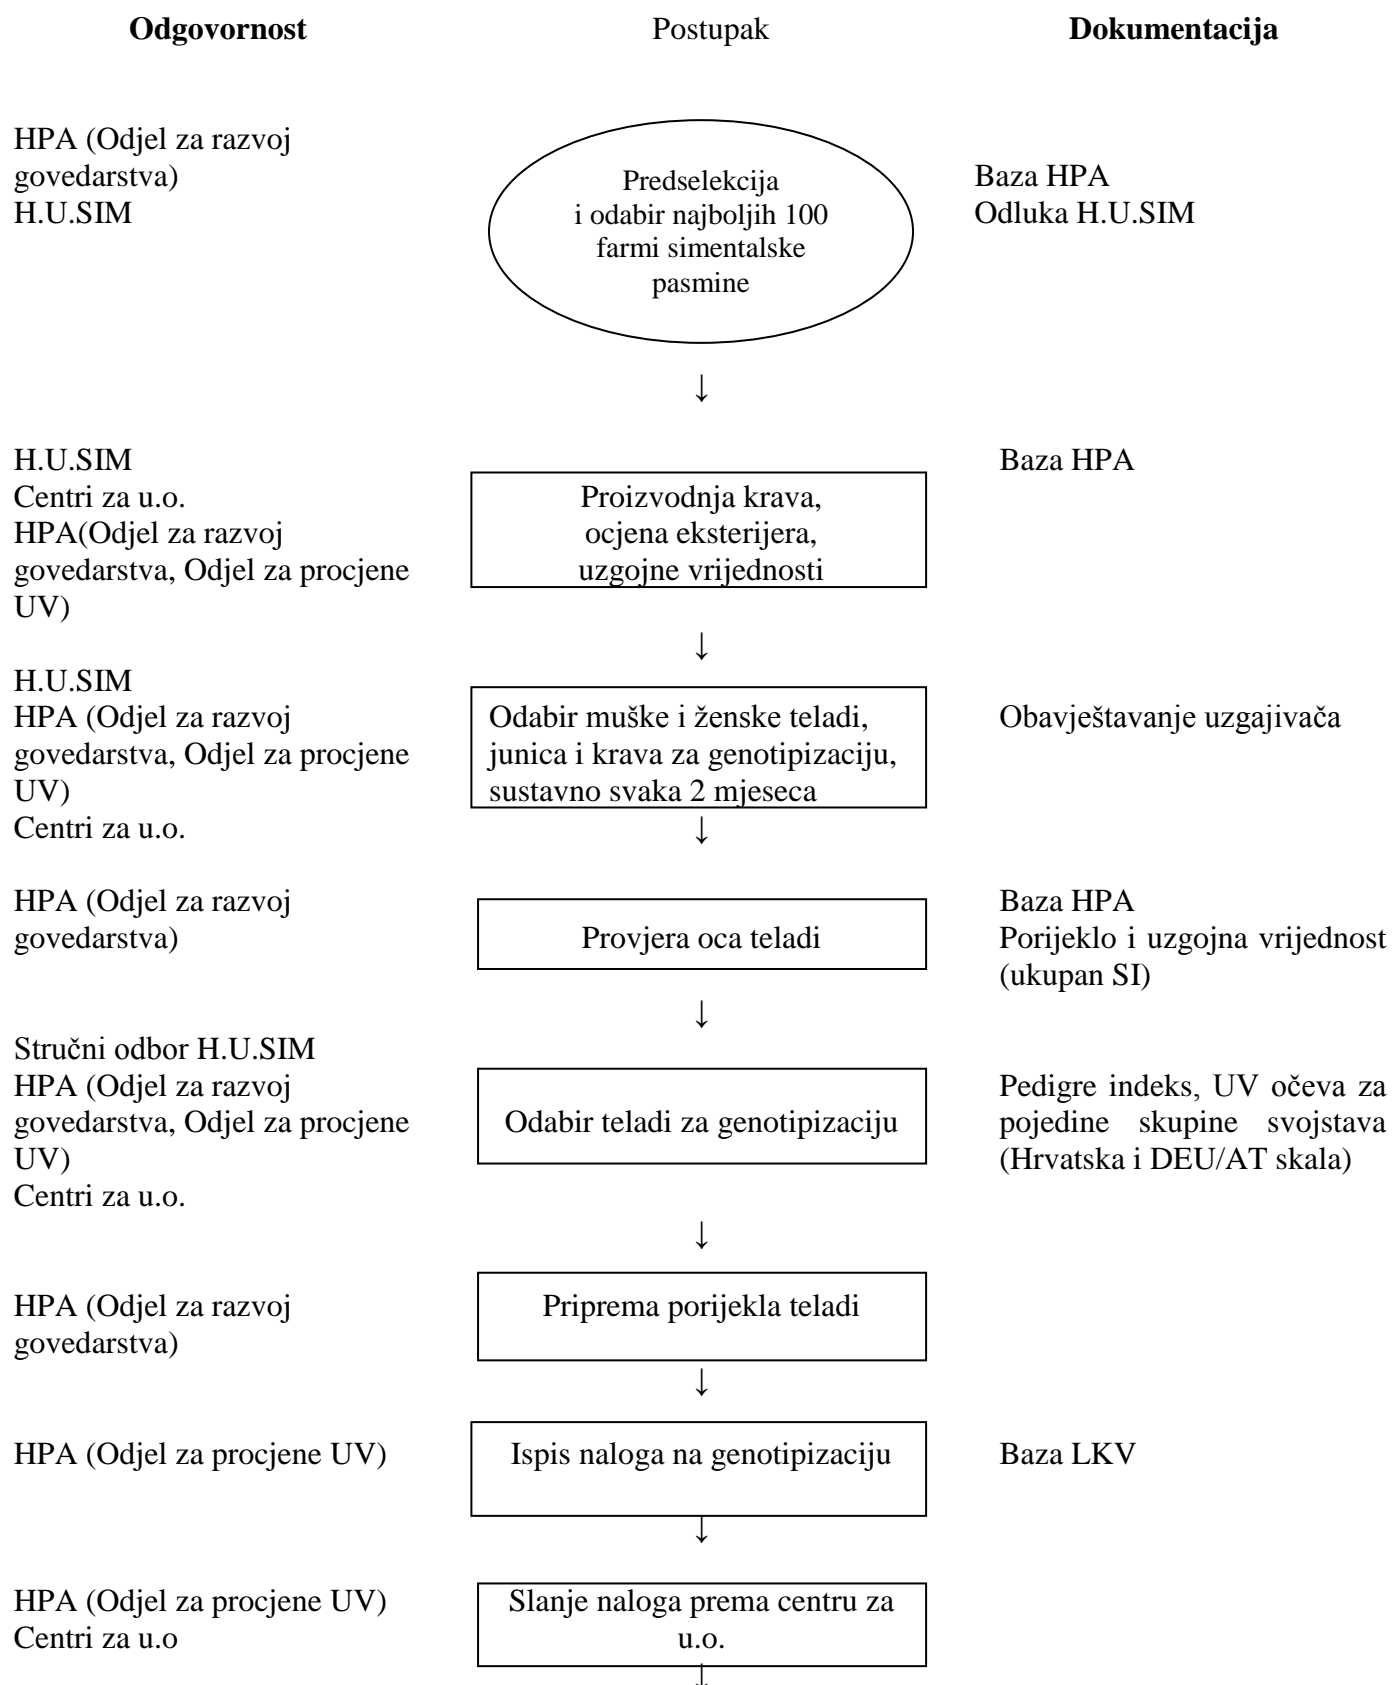 Odgovornost Postupak Dokumentacija
HPA (Odjel za razvoj
govedarstva)
H.U.SIM
Predselekcija
i odabir najboljih 100
farmi simentalske
pasmine
Baza HPA
Odluka H.U.SIM
↓
H.U.SIM
Centri za u.o.
HPA(Odjel za razvoj
govedarstva, Odjel za procjene
UV)
Proizvodnja krava,
ocjena eksterijera,
uzgojne vrijednosti
Baza HPA
↓
H.U.SIM
HPA (Odjel za razvoj
govedarstva, Odjel za procjene
UV)
Centri za u.o.
Odabir muške i ženske teladi,
junica i krava za genotipizaciju,
sustavno svaka 2 mjeseca
Obavještavanje uzgajivača
↓
HPA (Odjel za razvoj
govedarstva)
Provjera oca teladi
Baza HPA
Porijeklo i uzgojna vrijednost
(ukupan SI)
↓
Stručni odbor H.U.SIM
HPA (Odjel za razvoj
govedarstva, Odjel za procjene
UV)
Centri za u.o.
Odabir teladi za genotipizaciju
Pedigre indeks, UV očeva za
pojedine skupine svojstava
(Hrvatska i DEU/AT skala)
↓
HPA (Odjel za razvoj
govedarstva)
Priprema porijekla teladi
↓
HPA (Odjel za procjene UV)
Ispis naloga na genotipizaciju
Baza LKV
↓
HPA (Odjel za procjene UV)
Centri za u.o
Slanje naloga prema centru za
u.o.
↓